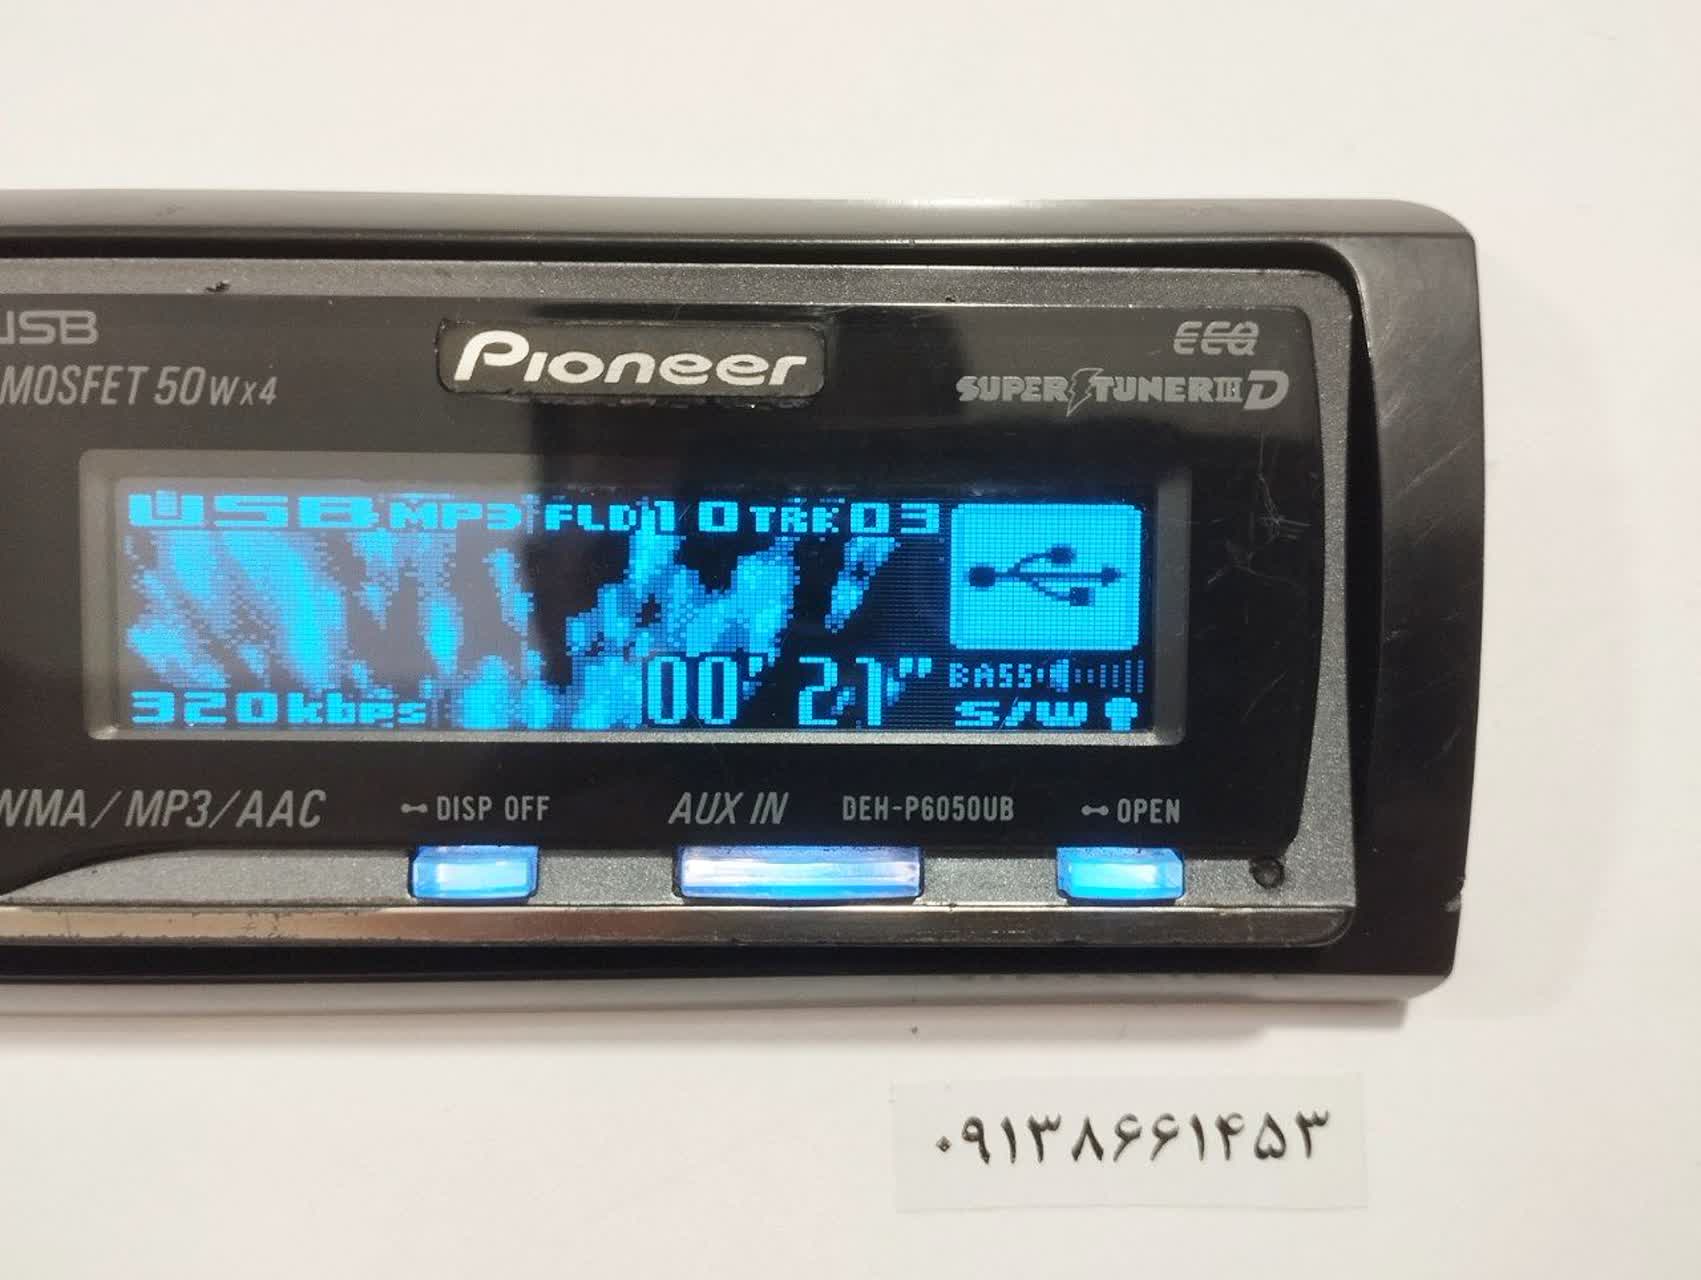 USB
MOSFET 50Wx4
Pioneer
EEQ
SUPER TUNER III D
USB MP3 FLD 10 TRK 03
320kbps
00' 21"
BASS
S/W
WMA/MP3/AAC
DISP OFF
AUX IN
DEH-P6050UB
OPEN
۰۹۱۳۸۶۶۱۴۵۳